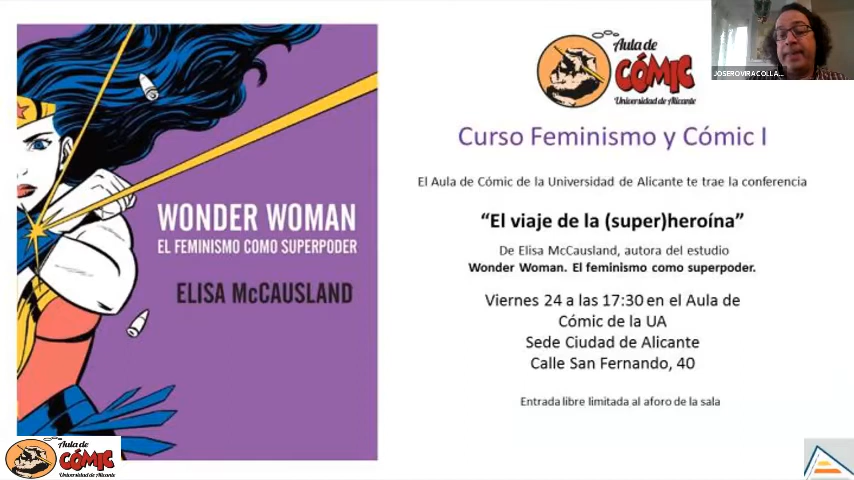 WONDER WOMAN
EL FEMINISMO COMO SUPERPODER
ELISA McCAUSLAND
Aula de
CÓMIC
Universidad de Alicante
Curso Feminismo y Cómic I
El Aula de Cómic de la Universidad de Alicante te trae la conferencia
“El viaje de la (super)heroína”
De Elisa McCausland, autora del estudio
Wonder Woman. El feminismo como superpoder.
Viernes 24 a las 17:30 en el Aula de
Cómic de la UA
Sede Ciudad de Alicante
Calle San Fernando, 40
Entrada libre limitada al aforo de la sala
JOSEROVIRACOLLA...
Aula de
CÓMIC
Universidad de Alicante